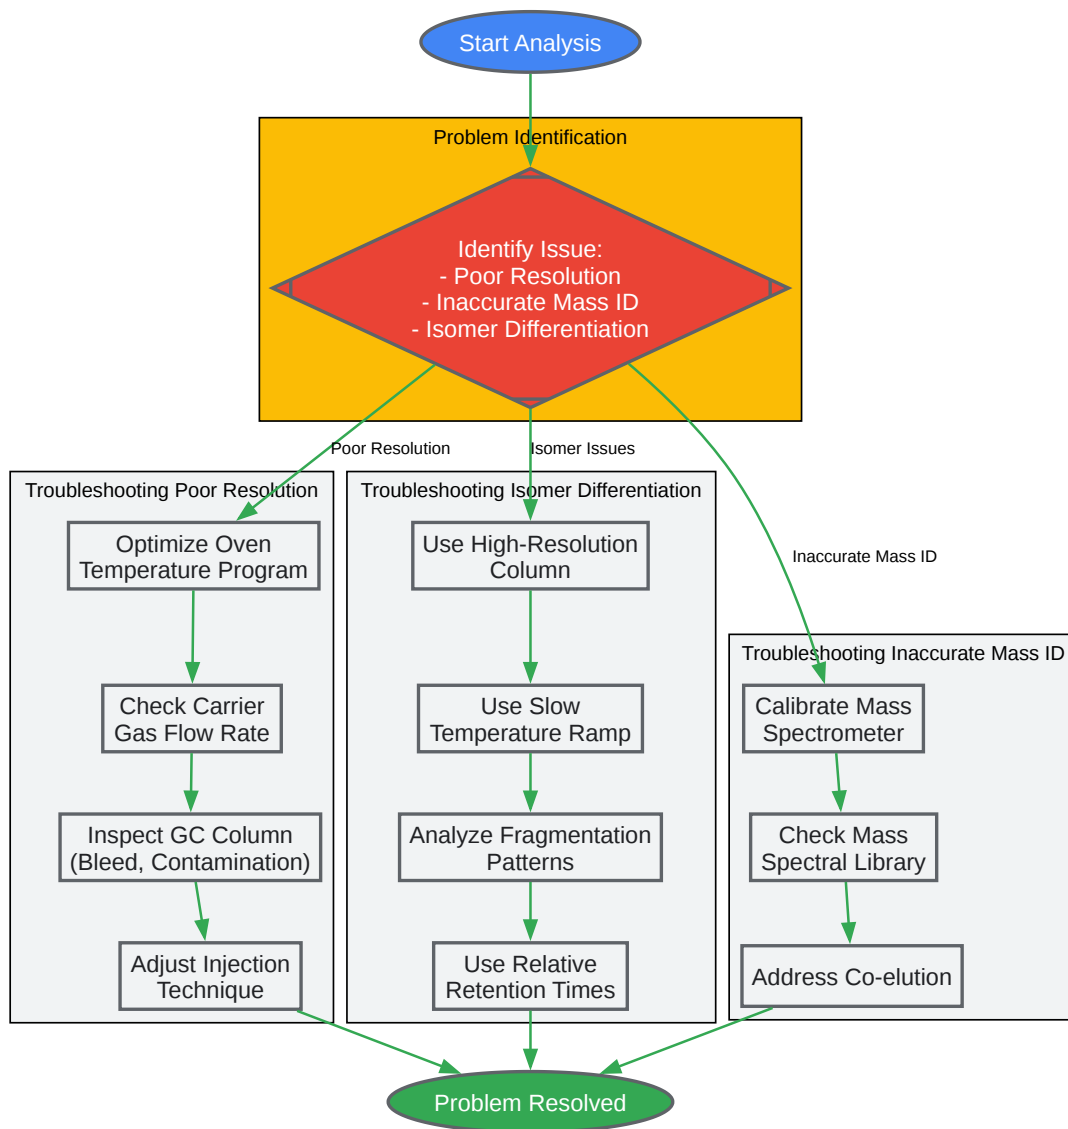 Start Analysis
Problem Identification
Identify Issue:
- Poor Resolution
- Inaccurate Mass ID
- Isomer Differentiation
Poor Resolution
Isomer Issues
Inaccurate Mass ID
Troubleshooting Poor Resolution
Optimize Oven
Temperature Program
Check Carrier
Gas Flow Rate
Inspect GC Column
(Bleed, Contamination)
Adjust Injection
Technique
Troubleshooting Isomer Differentiation
Use High-Resolution
Column
Use Slow
Temperature Ramp
Analyze Fragmentation
Patterns
Use Relative
Retention Times
Troubleshooting Inaccurate Mass ID
Calibrate Mass
Spectrometer
Check Mass
Spectral Library
Address Co-elution
Problem Resolved